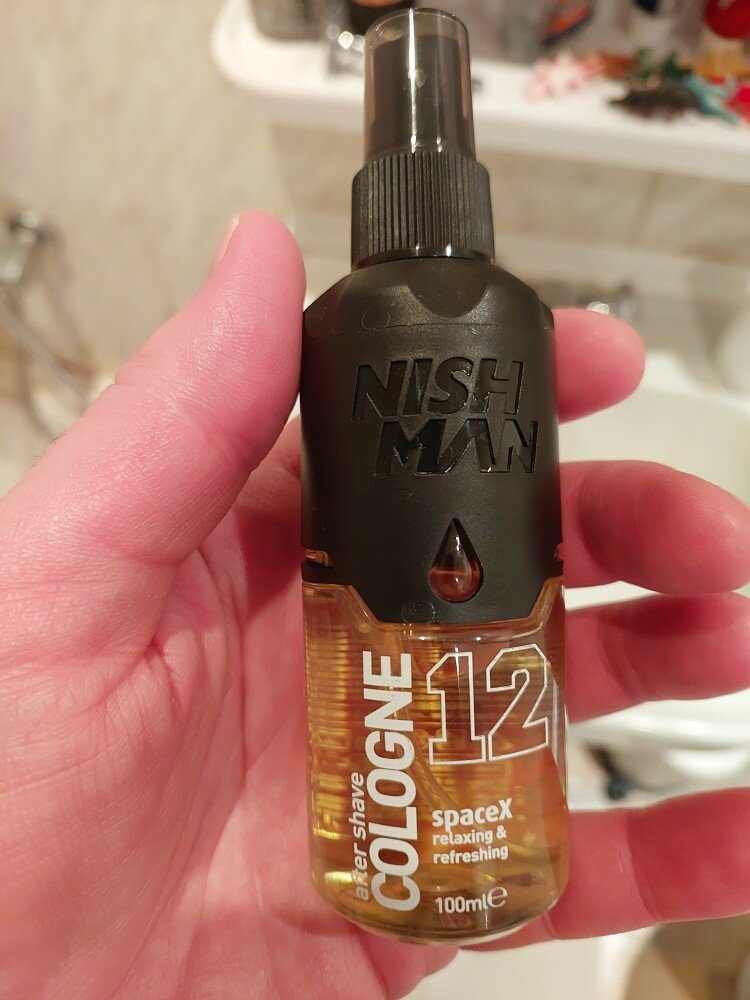 NISH
MAN
after shave
COLOGNE
12
spaceX
relaxing &
refreshing
100ml℮